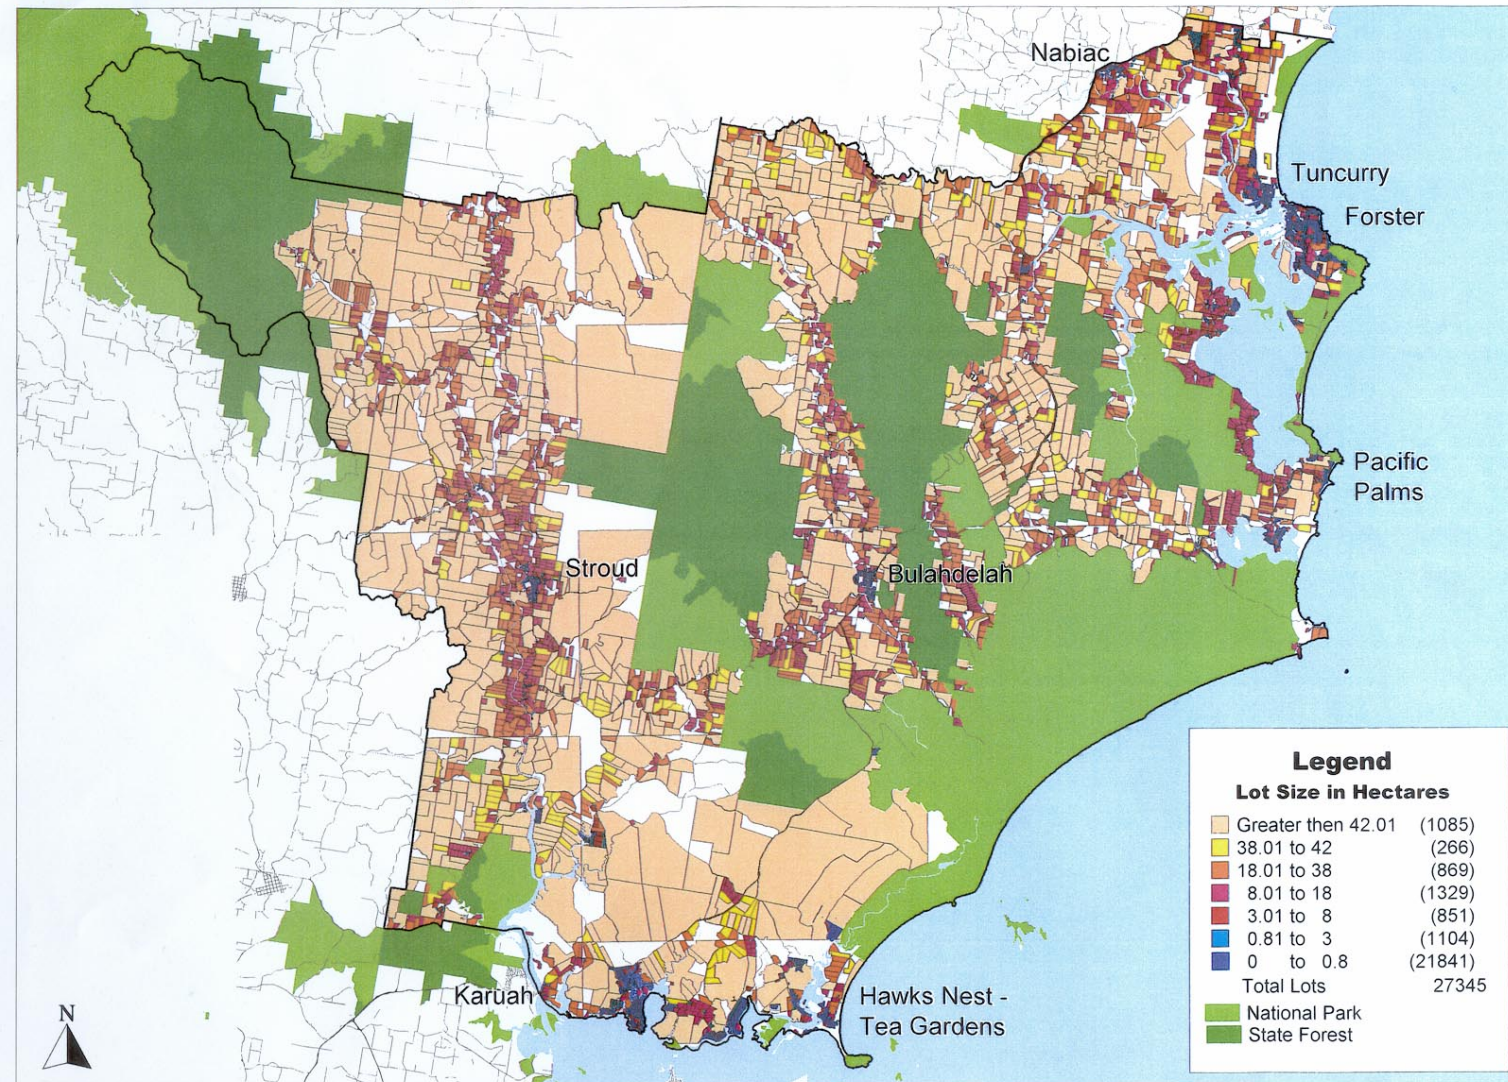 Nabiac
Tuncurry
Forster
Pacific
Palms
Stroud
Bulahdelah
Karuah
Hawks Nest -
Tea Gardens
N
Legend
Lot Size in Hectares
Greater then 42.01 (1085)
38.01 to 42 (266)
18.01 to 38 (869)
8.01 to 18 (1329)
3.01 to 8 (851)
0.81 to 3 (1104)
0 to 0.8 (21841)
Total Lots 27345
National Park
State Forest